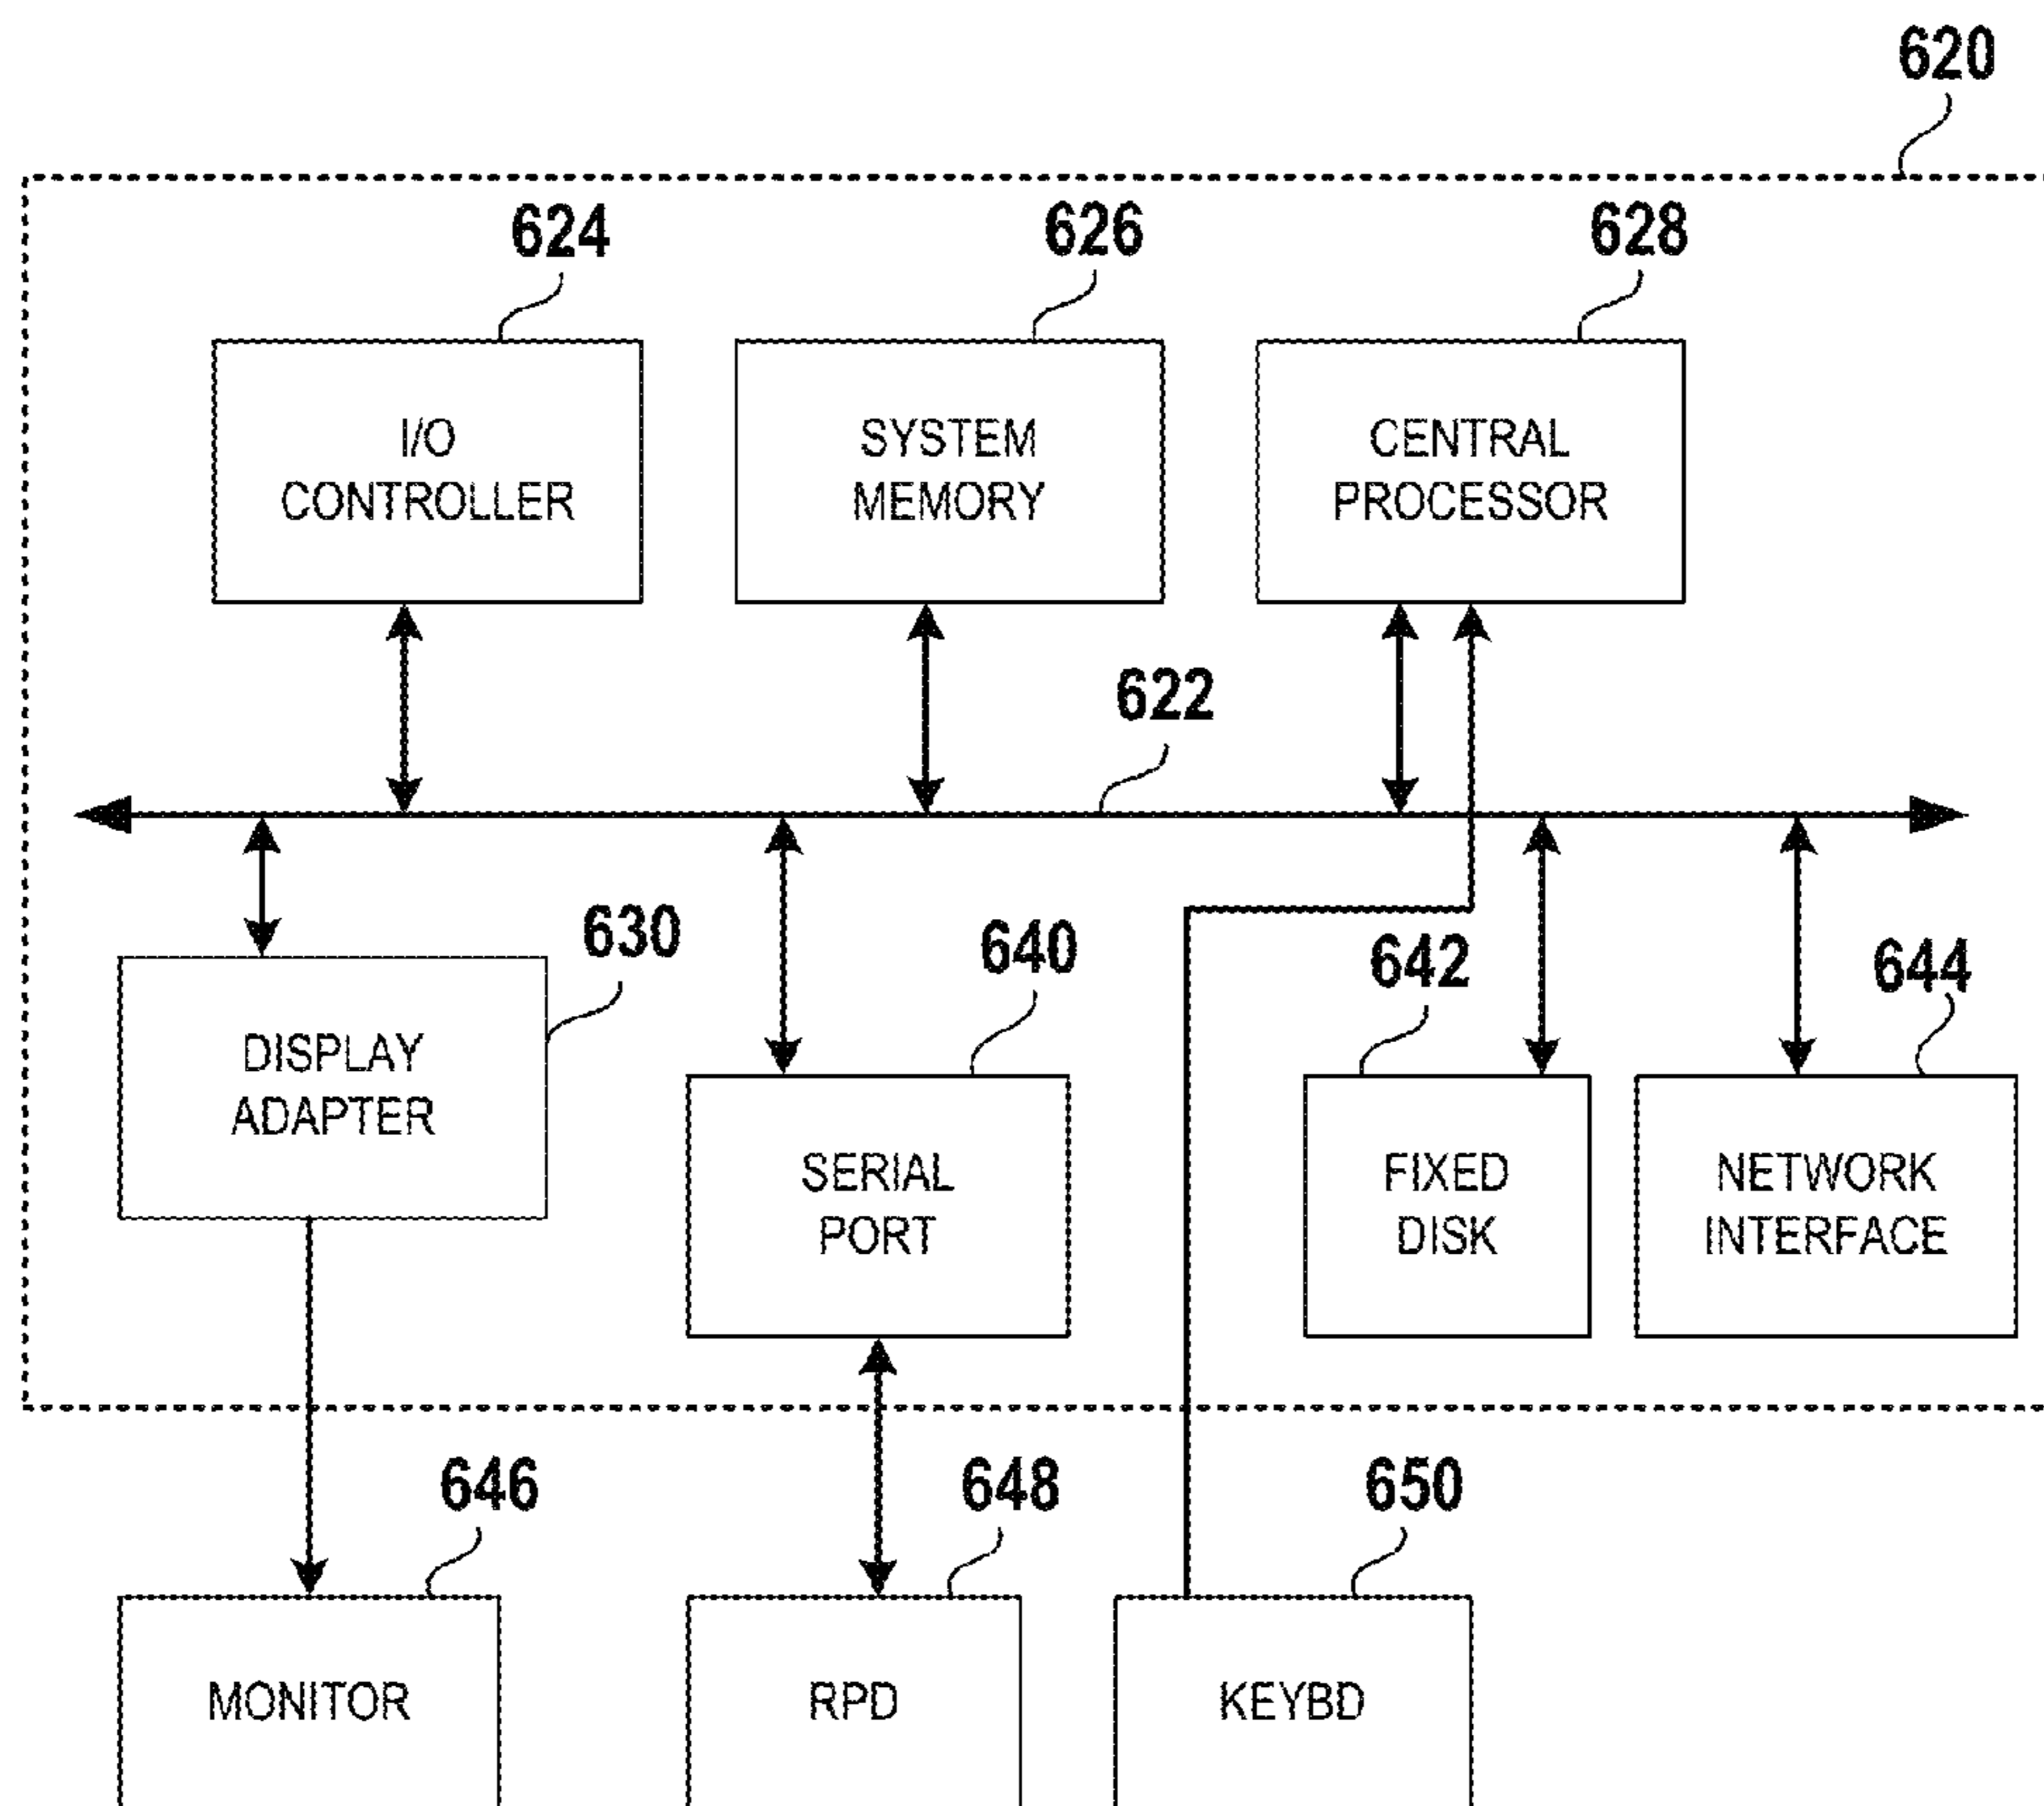 620
624
626
628
I/O
CONTROLLER
SYSTEM
MEMORY
CENTRAL
PROCESSOR
622
630
640
642
644
DISPLAY
ADAPTER
SERIAL
PORT
FIXED
DISK
NETWORK
INTERFACE
646
648
650
MONITOR
RPD
KEYBD